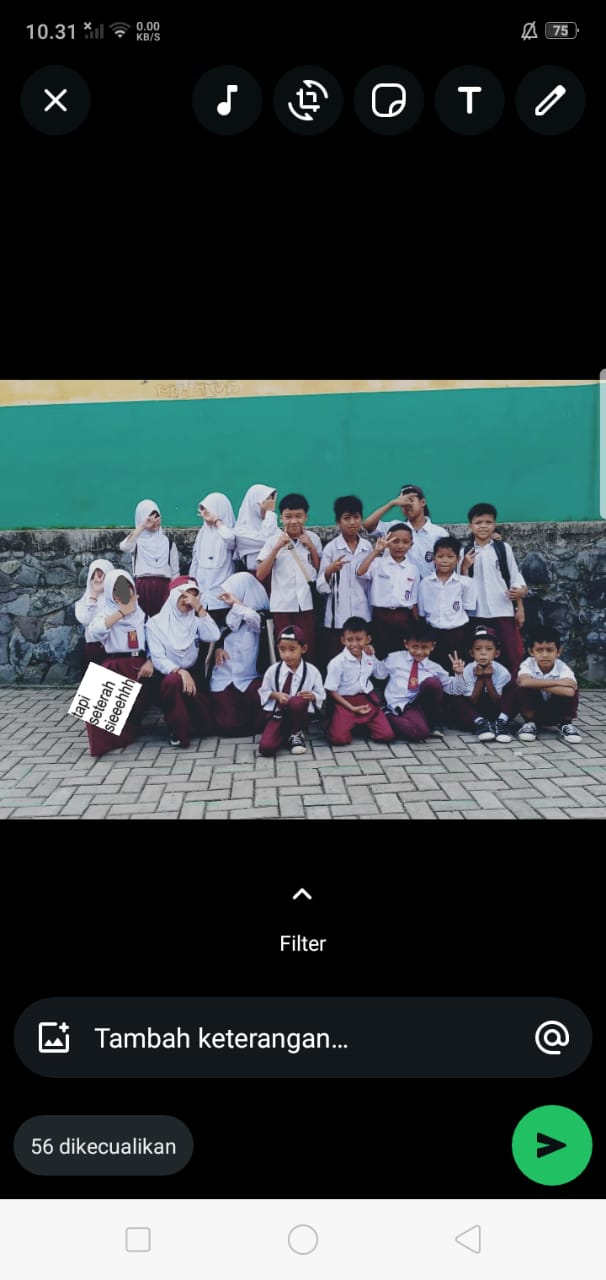 10.31
0.00
KB/S
75
T
tapi
seterah
sieeehhh
Filter
Tambah keterangan...
56 dikecualikan